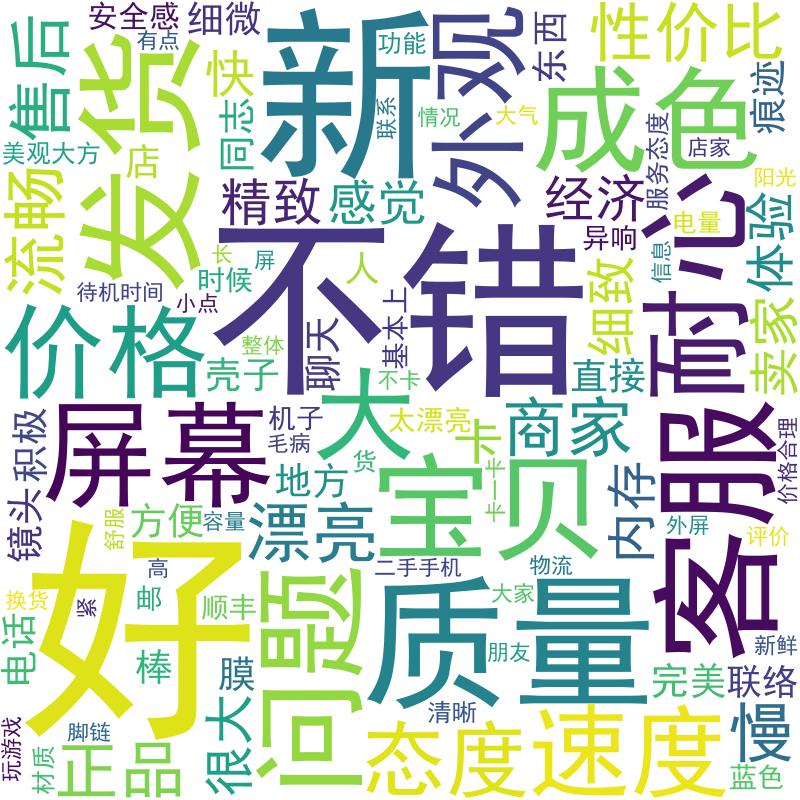 安全感
细微
有点
售后
发货
快
新
功能
外观
东西
性价比
联系
情况
大气
成色
痕迹
同志
美观大方
店
服务态度
店家
流畅
精致
感觉
经济
阳光
耐心
体验
电量
异响
信息
不错
长
屏
人
时候
待机时间
小点
价格
整体
聊天
基本上
细致
卖家
壳子
不卡
直接
屏幕
机子
毛病
大
太漂亮
卡
商家
客服
积极
镜头
地方
货
宝贝
卡一卡
内存
价格合理
舒服
方便
容量
漂亮
外屏
评价
好
高
二手手机
物流
换货
紧
邮
顺丰
问题
质量
大家
朋友
新鲜
电话
棒
膜
完美
联络
清晰
玩游戏
脚链
很大
态度
速度
慢
材质
正品
蓝色